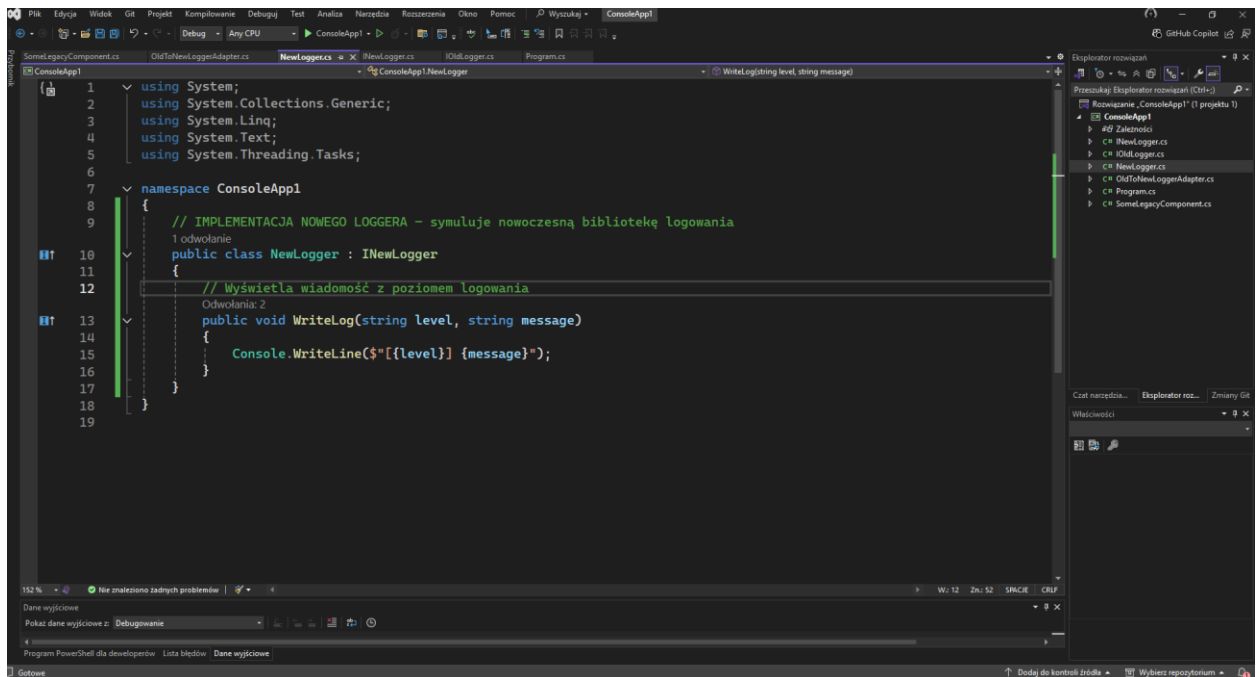 Plik Edycja Widok Git Projekt Kompilowanie Debuguj Test Analiza Narzędzia Rozszerzenia Okno Pomoc Wyszukaj ConsoleApp1
Debug Any CPU ConsoleApp1 GitHub Copilot
Przybornik
SomeLegacyComponent.cs OldToNewLoggerAdapter.cs NewLogger.cs INewLogger.cs IOldLogger.cs Program.cs
ConsoleApp1 ConsoleApp1.NewLogger WriteLog(string level, string message)
1 using System;
2 using System.Collections.Generic;
3 using System.Linq;
4 using System.Text;
5 using System.Threading.Tasks;
6
7 namespace ConsoleApp1
8 {
9 // IMPLEMENTACJA NOWEGO LOGGERA – symuluje nowoczesną bibliotekę logowania
1 odwołanie
10 public class NewLogger : INewLogger
11 {
12 // Wyświetla wiadomość z poziomem logowania
Odwołania: 2
13 public void WriteLog(string level, string message)
14 {
15 Console.WriteLine($"[{level}] {message}");
16 }
17 }
18 }
19
152 % Nie znaleziono żadnych problemów W: 12 Zn.: 52 SPACJE CRLF
Dane wyjściowe
Pokaż dane wyjściowe z: Debugowanie
Program PowerShell dla deweloperów Lista błędów Dane wyjściowe
Eksplorator rozwiązań
Przeszukaj: Eksplorator rozwiązań (Ctrl+;)
Rozwiązanie „ConsoleApp1" (1 projektu 1)
ConsoleApp1
Zależności
C# INewLogger.cs
C# IOldLogger.cs
C# NewLogger.cs
C# OldToNewLoggerAdapter.cs
C# Program.cs
C# SomeLegacyComponent.cs
Czat narzędzia... Eksplorator roz... Zmiany Git
Właściwości
Gotowe Dodaj do kontroli źródła Wybierz repozytorium